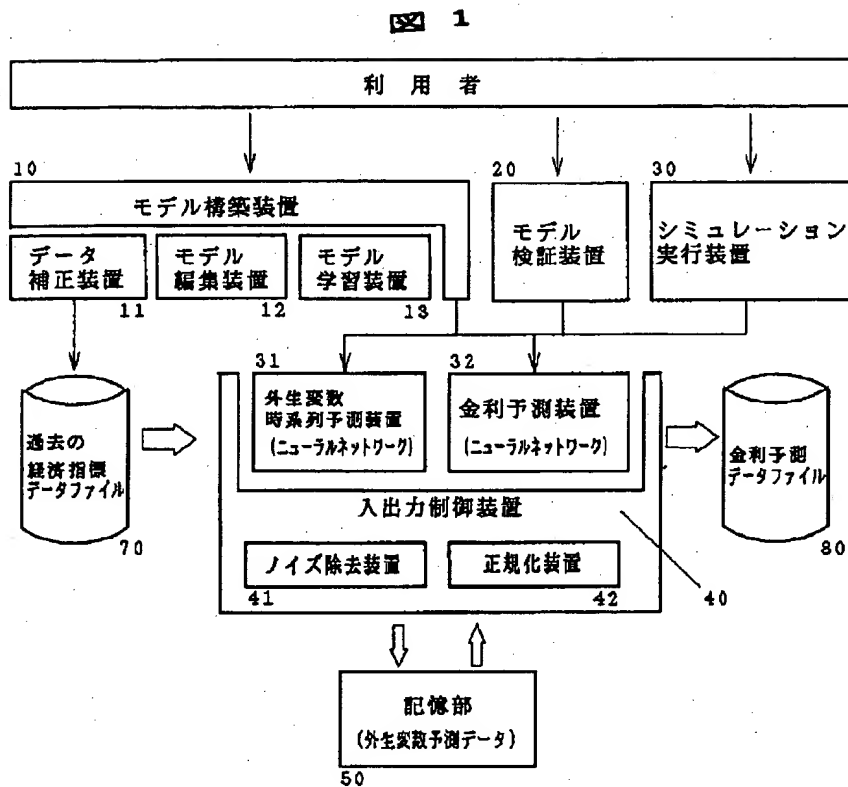 図 1
利 用 者
10
モデル構築装置
20
モデル
検証装置
30
シミュレーション
実行装置
データ
補正装置
11
モデル
編集装置
12
モデル
学習装置
13
31
外生変数
時系列予測装置
(ニューラルネットワーク)
32
金利予測装置
(ニューラルネットワーク)
過去の
経済指標
データファイル
70
金利予測
データファイル
80
入出力制御装置
ノイズ除去装置
41
正規化装置
42
40
記憶部
(外生変数予測データ)
50